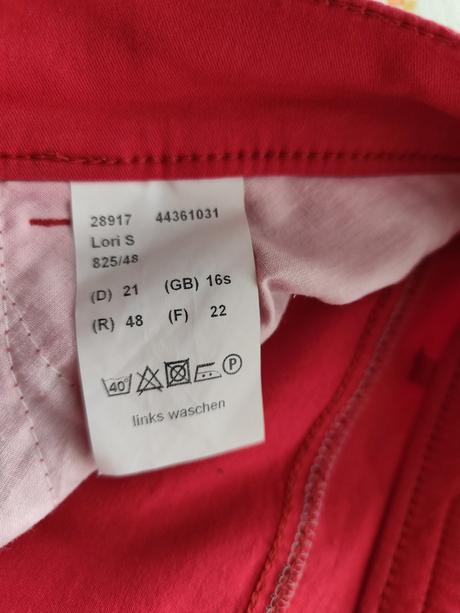 28917 44361031
Lori S
825/48
(D) 21 (GB) 16s
(R) 48 (F) 22
40 P
links waschen